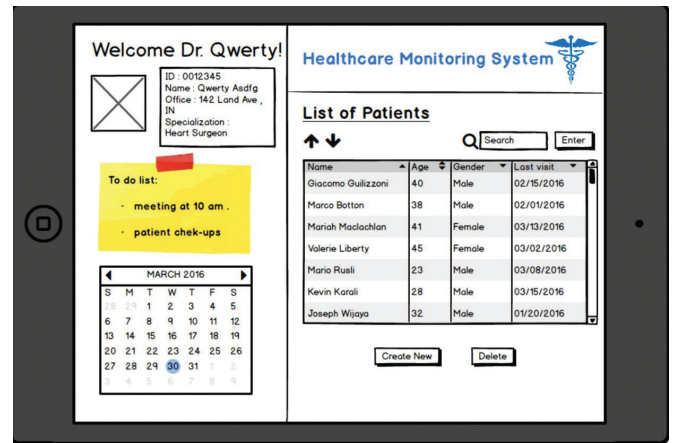 Welcome Dr. Qwerty!
ID : 0012345
Name : Qwerty Asdfg
Office : 142 Land Ave ,
IN
Specialization :
Heart Surgeon
To do list:
· meeting at 10 am .
· patient chek-ups
MARCH 2016
S M T W T F S
28 29 1 2 3 4 5
6 7 8 9 10 11 12
13 14 15 16 17 18 19
20 21 22 23 24 25 26
27 28 29 30 31 1 2
3 4 5 6 7 8 9
Healthcare Monitoring System
List of Patients
Search Enter
Name Age Gender Last visit
Giacomo Guilizzoni 40 Male 02/15/2016
Marco Botton 38 Male 02/01/2016
Mariah Maclachlan 41 Female 03/13/2016
Valerie Liberty 45 Female 03/02/2016
Mario Rusli 23 Male 03/08/2016
Kevin Karali 28 Male 03/15/2016
Joseph Wijaya 32 Male 01/20/2016
Create New Delete